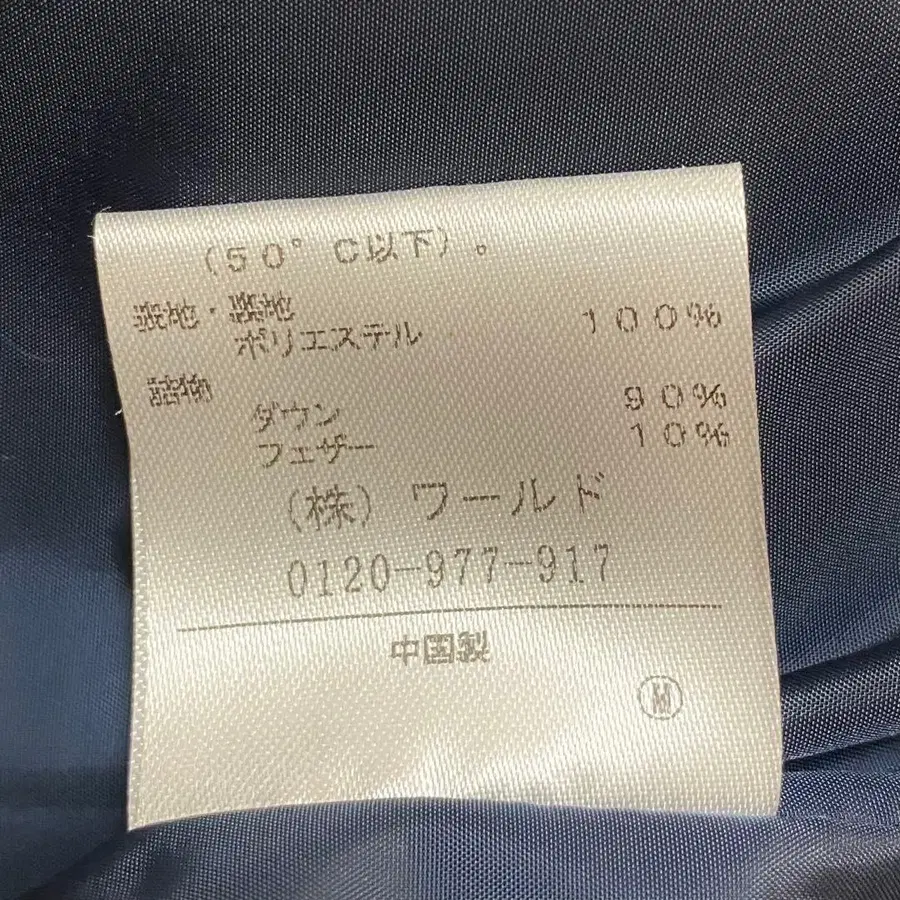 （５０°Ｃ以下）。
表地・裏地
ポリエステル １００％
詰物
ダウン ９０％
フェザー １０％
（株）ワールド
0120-977-917
中国製
Ⓜ